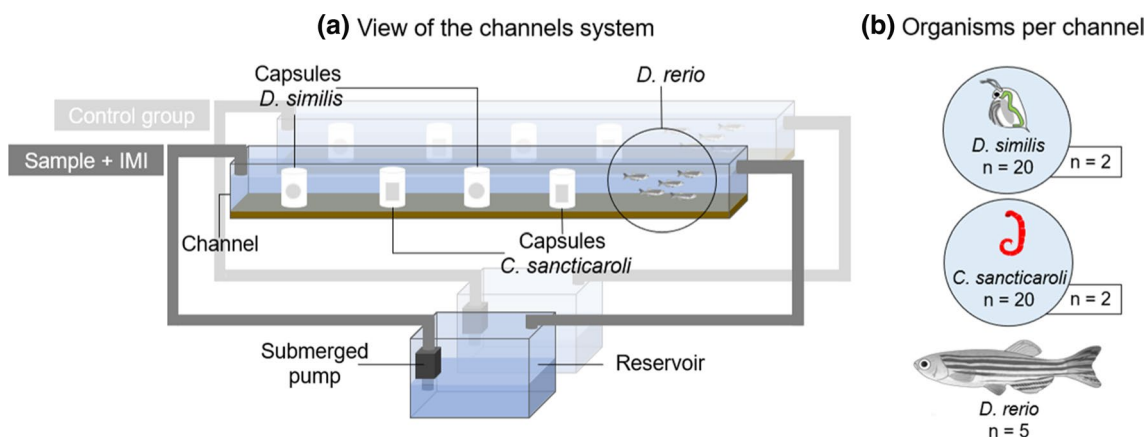 (a) View of the channels system
Capsules
D. similis
D. rerio
Control group
Sample + IMI
Channel
Capsules
C. sancticaroli
Submerged
pump
Reservoir
(b) Organisms per channel
D. similis
n = 20
n = 2
C. sancticaroli
n = 20
n = 2
D. rerio
n = 5